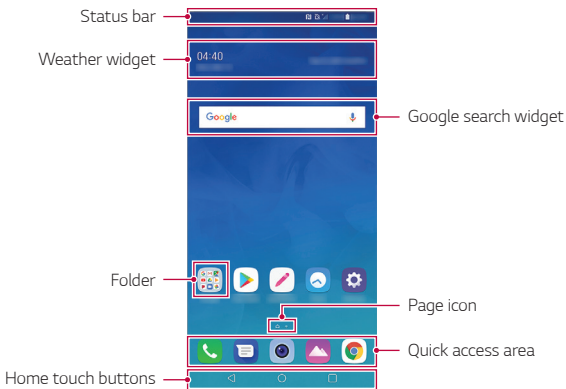 Status bar
Weather widget
04:40
Google
Google search widget
Folder
Page icon
Quick access area
Home touch buttons